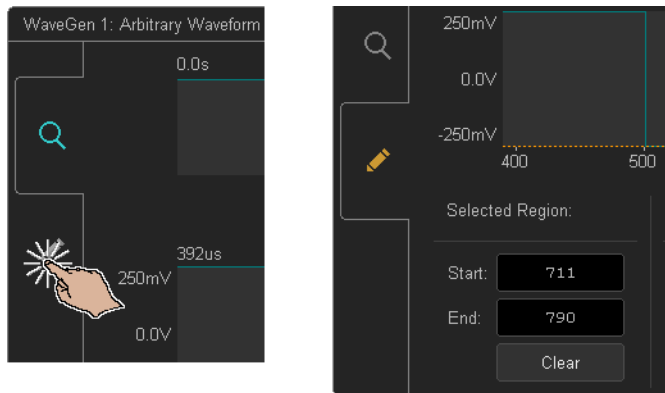 WaveGen 1: Arbitrary Waveform
0.0s
392us
250mV
0.0V
250mV
0.0V
-250mV
400 500
Selected Region:
Start: 711
End: 790
Clear